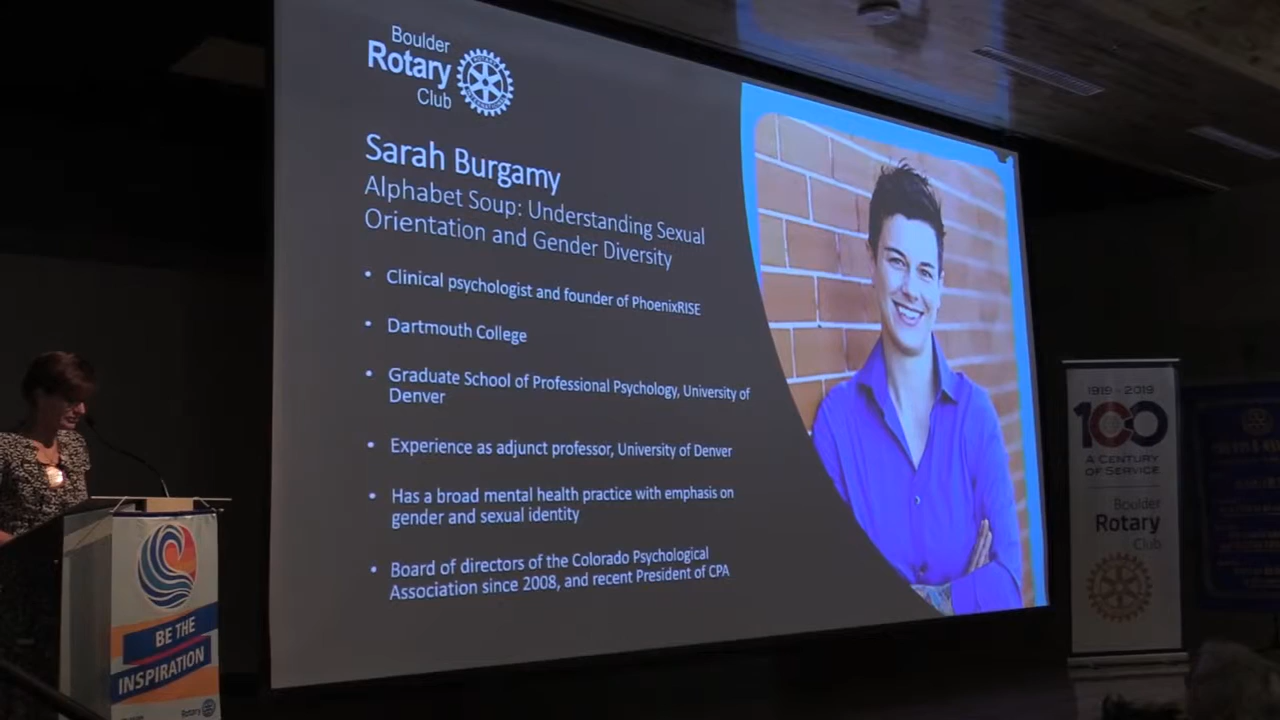 Boulder
Rotary
Club
Sarah Burgamy
Alphabet Soup: Understanding Sexual
Orientation and Gender Diversity
• Clinical psychologist and founder of PhoenixRISE
• Dartmouth College
• Graduate School of Professional Psychology, University of
Denver
• Experience as adjunct professor, University of Denver
• Has a broad mental health practice with emphasis on
gender and sexual identity
• Board of directors of the Colorado Psychological
Association since 2008, and recent President of CPA
BE THE
INSPIRATION
Rotary
1919 - 2019
100
A CENTURY
OF SERVICE
Boulder
Rotary
Club